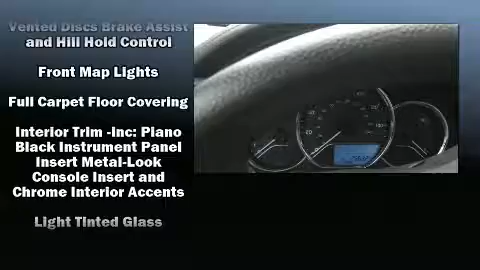 Vented Discs Brake Assist
and Hill Hold Control
Front Map Lights
Full Carpet Floor Covering
Interior Trim -inc: Piano
Black Instrument Panel
Insert Metal-Look
Console Insert and
Chrome Interior Accents
Light Tinted Glass